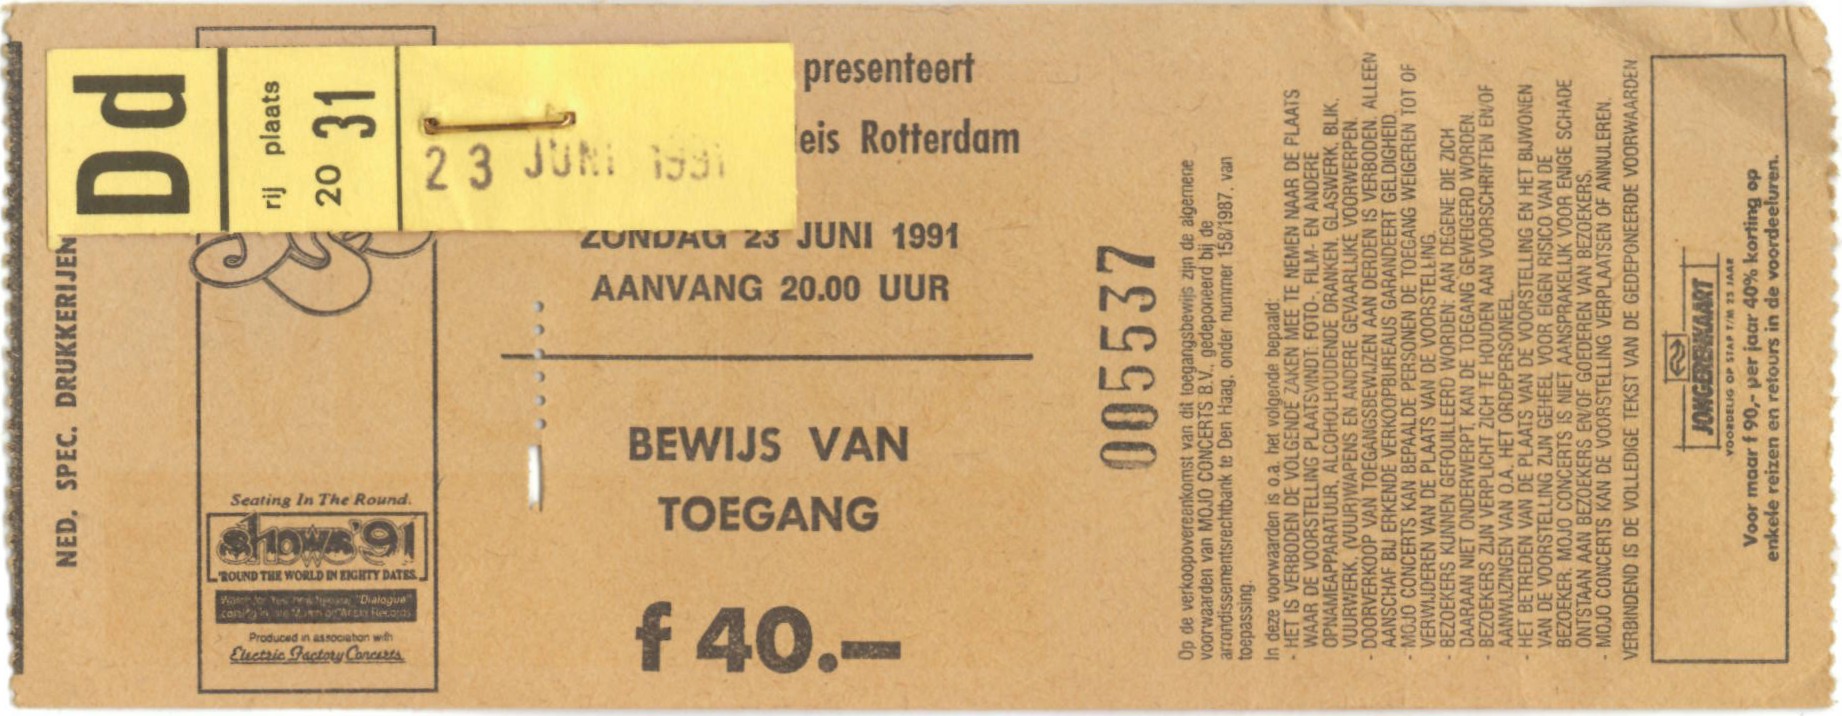 Dd
rij plaats
20 31
23 JUNI 1991
presenteert
leis Rotterdam
ZONDAG 23 JUNI 1991
AANVANG 20.00 UUR
BEWIJS VAN
TOEGANG
f 40.–
NED. SPEC. DRUKKERIJEN
Seating In The Round.
Shows '91
'ROUND THE WORLD IN EIGHTY DATES.
"Dialogue"
Produced in association with
Electric Factory Concerts
005537
Op de verkoopovereenkomst van dit toegangsbewijs zijn de algemene
voorwaarden van MOJO CONCERTS B.V., gedeponeerd bij de
arrondissementsrechtbank te Den Haag, onder nummer 158/1987, van
toepassing.
In deze voorwaarden is o.a. het volgende bepaald:
- HET IS VERBODEN DE VOLGENDE ZAKEN MEE TE NEMEN NAAR DE PLAATS
WAAR DE VOORSTELLING PLAATSVINDT: FOTO-, FILM- EN ANDERE
OPNAMEAPPARATUUR, ALCOHOLHOUDENDE DRANKEN, GLASWERK, BLIK,
VUURWERK, (VUUR)WAPENS EN ANDERE GEVAARLIJKE VOORWERPEN.
- DOORVERKOOP VAN TOEGANGSBEWIJZEN AAN DERDEN IS VERBODEN. ALLEEN
AANSCHAF BIJ ERKENDE VERKOOPBUREAUS GARANDEERT GELDIGHEID.
- MOJO CONCERTS KAN BEPAALDE PERSONEN DE TOEGANG WEIGEREN TOT OF
VERWIJDEREN VAN DE PLAATS VAN DE VOORSTELLING.
- BEZOEKERS KUNNEN GEFOUILLEERD WORDEN: AAN DEGENE DIE ZICH
DAARAAN NIET ONDERWERPT, KAN DE TOEGANG GEWEIGERD WORDEN.
- BEZOEKERS ZIJN VERPLICHT ZICH TE HOUDEN AAN VOORSCHRIFTEN EN/OF
AANWIJZINGEN VAN O.A. HET ORDEPERSONEEL.
- HET BETREDEN VAN DE PLAATS VAN DE VOORSTELLING EN HET BIJWONEN
VAN DE VOORSTELLING ZIJN GEHEEL VOOR EIGEN RISICO VAN DE
BEZOEKER. MOJO CONCERTS IS NIET AANSPRAKELIJK VOOR ENIGE SCHADE
ONTSTAAN AAN BEZOEKERS EN/OF GOEDEREN VAN BEZOEKERS.
- MOJO CONCERTS KAN DE VOORSTELLING VERPLAATSEN OF ANNULEREN.
VERBINDEND IS DE VOLLEDIGE TEKST VAN DE GEDEPONEERDE VOORWAARDEN
JONGERENKAART
VOORDELIG OP STAP T/M 25 JAAR
Voor maar f 90,- per jaar 40% korting op
enkele reizen en retours in de voordeeluren.